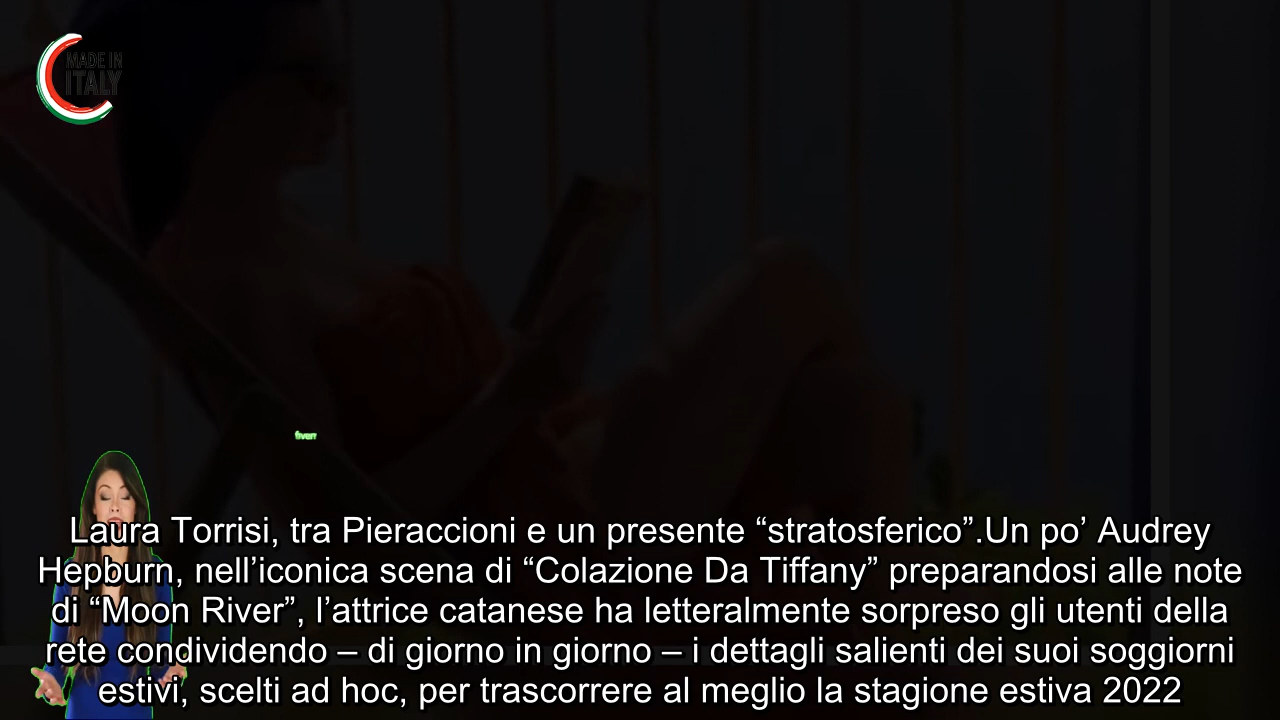 MADE IN
ITALY
fiverr
Laura Torrisi, tra Pieraccioni e un presente “stratosferico”.Un po’ Audrey
Hepburn, nell’iconica scena di “Colazione Da Tiffany” preparandosi alle note
di “Moon River”, l’attrice catanese ha letteralmente sorpreso gli utenti della
rete condividendo – di giorno in giorno – i dettagli salienti dei suoi soggiorni
estivi, scelti ad hoc, per trascorrere al meglio la stagione estiva 2022